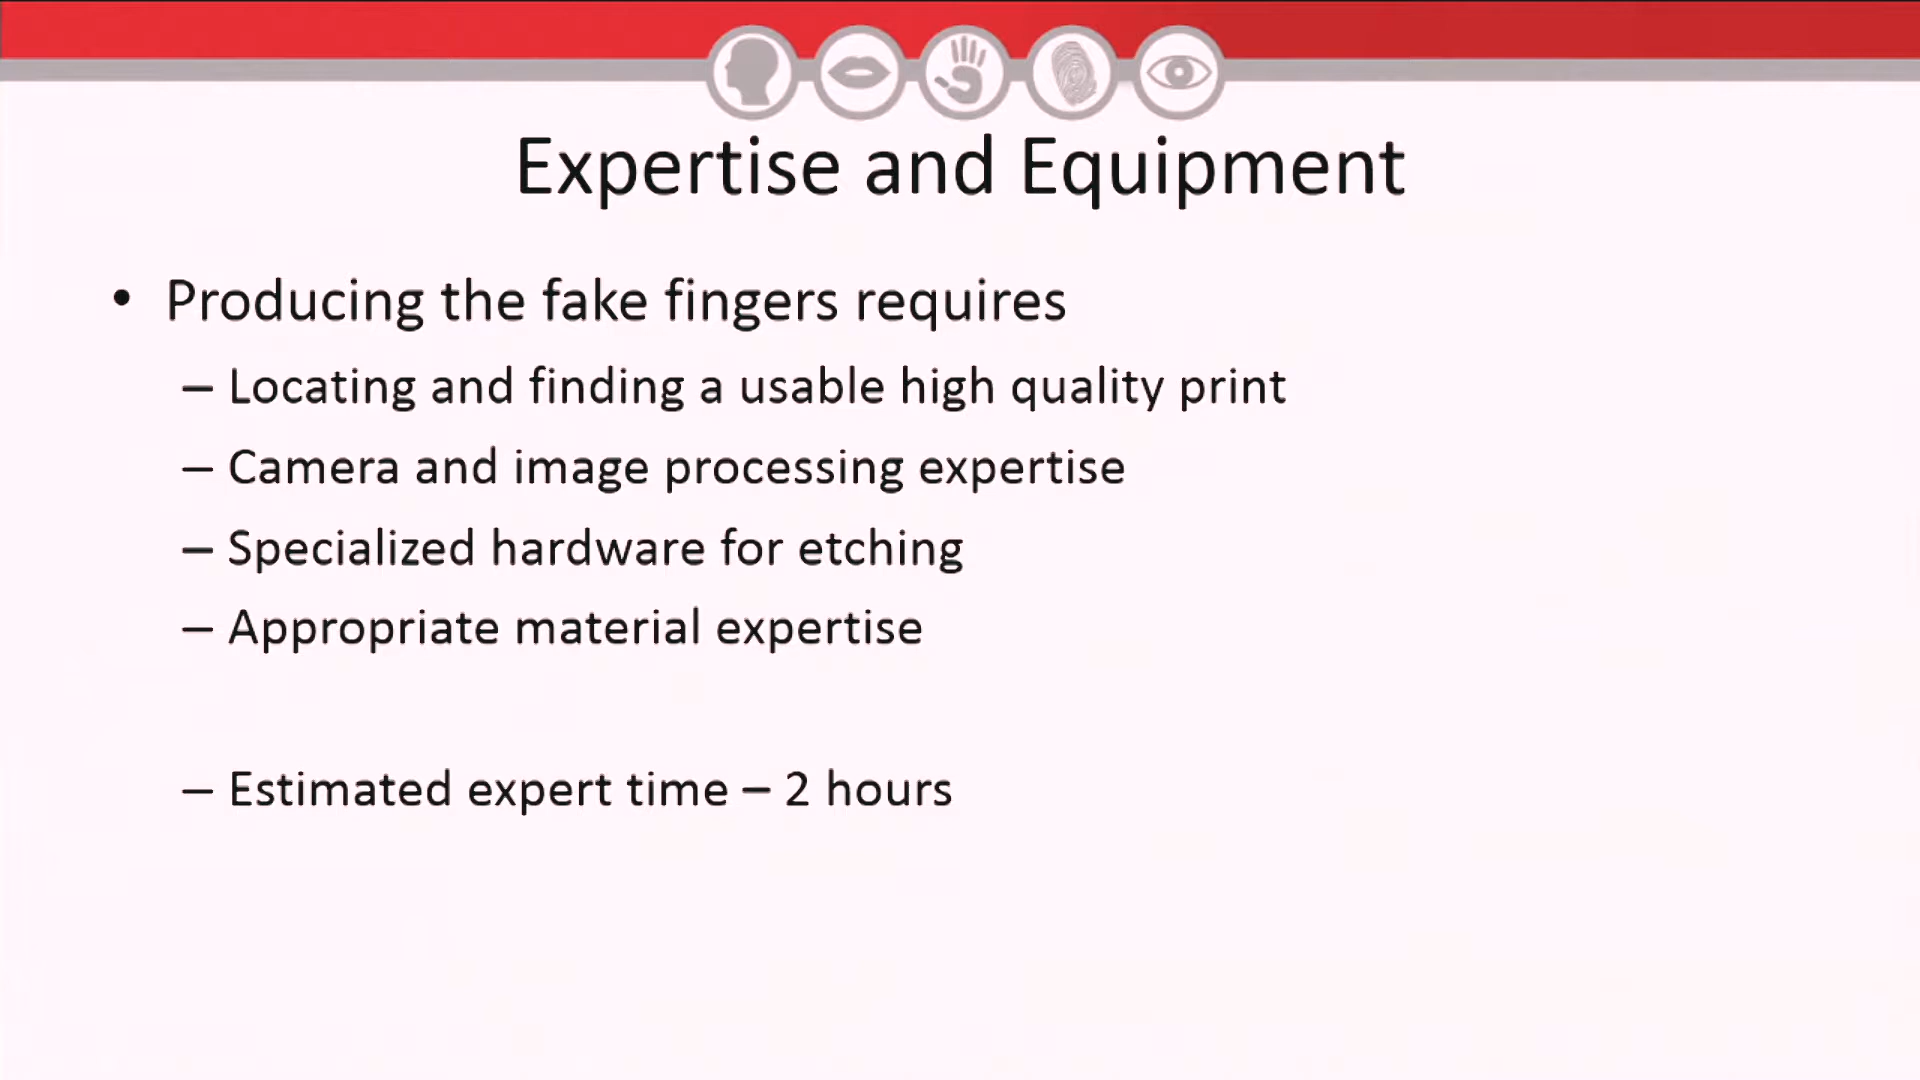 Expertise and Equipment
• Producing the fake fingers requires
– Locating and finding a usable high quality print
– Camera and image processing expertise
– Specialized hardware for etching
– Appropriate material expertise
– Estimated expert time – 2 hours